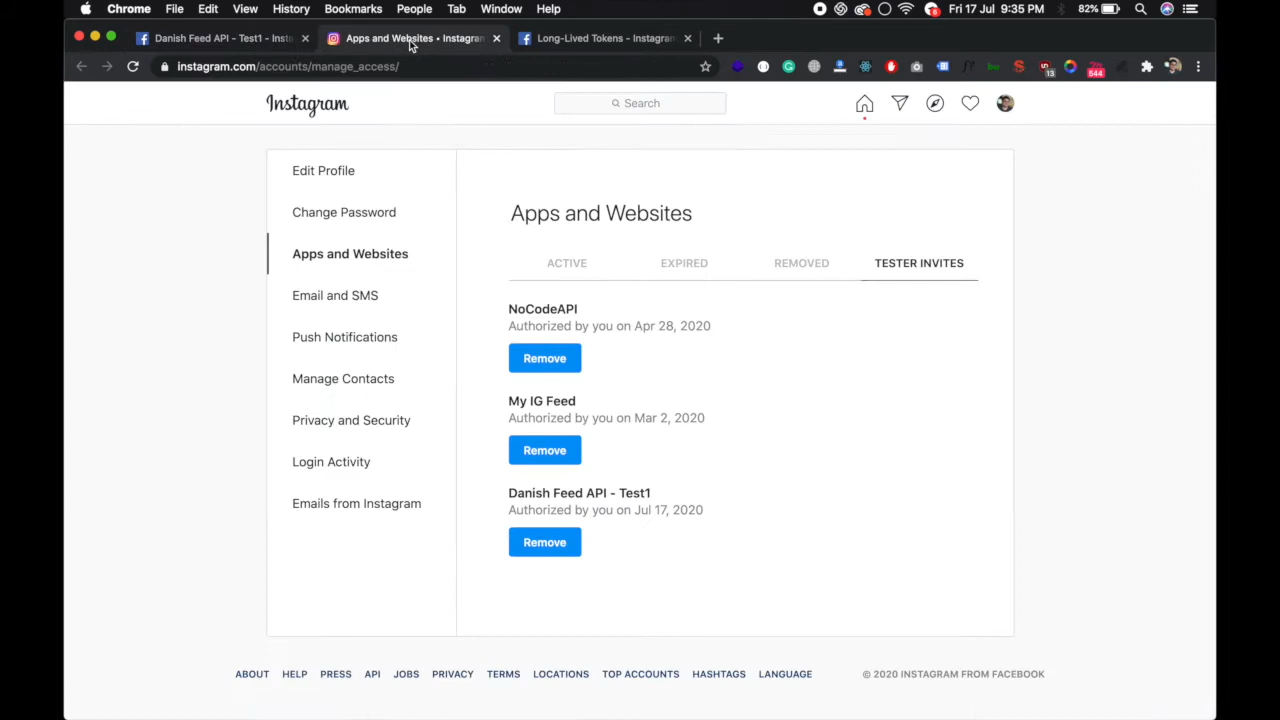 Chrome File Edit View History Bookmarks People Tab Window Help 6 82% Fri 17 Jul 9:35 PM
Danish Feed API - Test1 - Inst
Apps and Websites • Instagram
Long-Lived Tokens - Instagram
instagram.com/accounts/manage_access/
13
544
Instagram
Search
Edit Profile
Change Password
Apps and Websites
Email and SMS
Push Notifications
Manage Contacts
Privacy and Security
Login Activity
Emails from Instagram
Apps and Websites
ACTIVE EXPIRED REMOVED TESTER INVITES
NoCodeAPI
Authorized by you on Apr 28, 2020
Remove
My IG Feed
Authorized by you on Mar 2, 2020
Remove
Danish Feed API - Test1
Authorized by you on Jul 17, 2020
Remove
ABOUT HELP PRESS API JOBS PRIVACY TERMS LOCATIONS TOP ACCOUNTS HASHTAGS LANGUAGE © 2020 INSTAGRAM FROM FACEBOOK